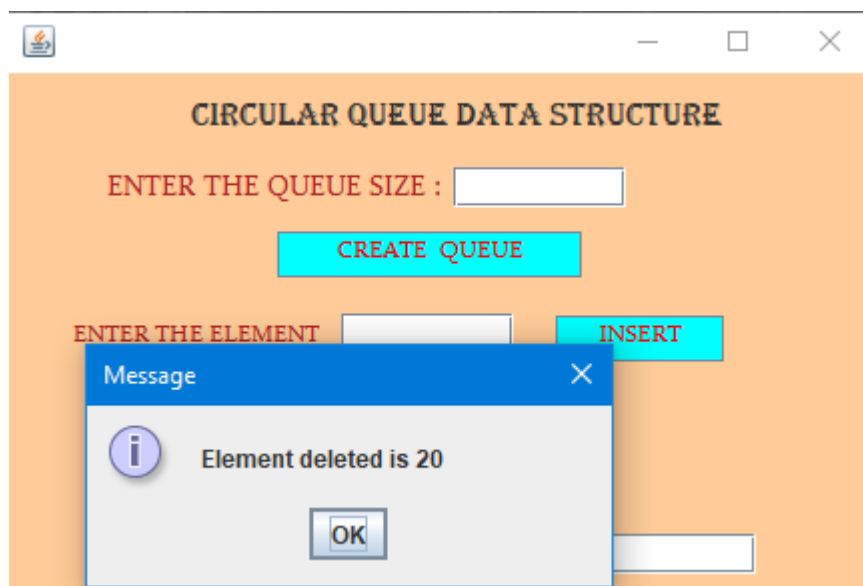 CIRCULAR QUEUE DATA STRUCTURE
ENTER THE QUEUE SIZE :
CREATE QUEUE
ENTER THE ELEMENT INSERT
Message
Element deleted is 20
OK